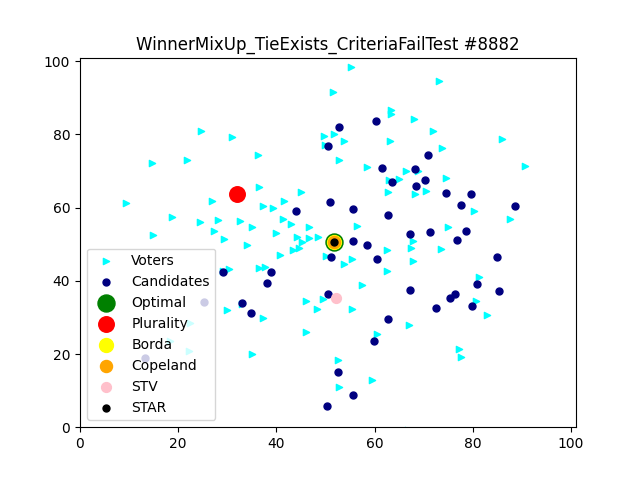 WinnerMixUp_TieExists_CriteriaFailTest #8882
100
80
60
40
20
0
Voters
Candidates
Optimal
Plurality
Borda
Copeland
STV
STAR
0 20 40 60 80 100